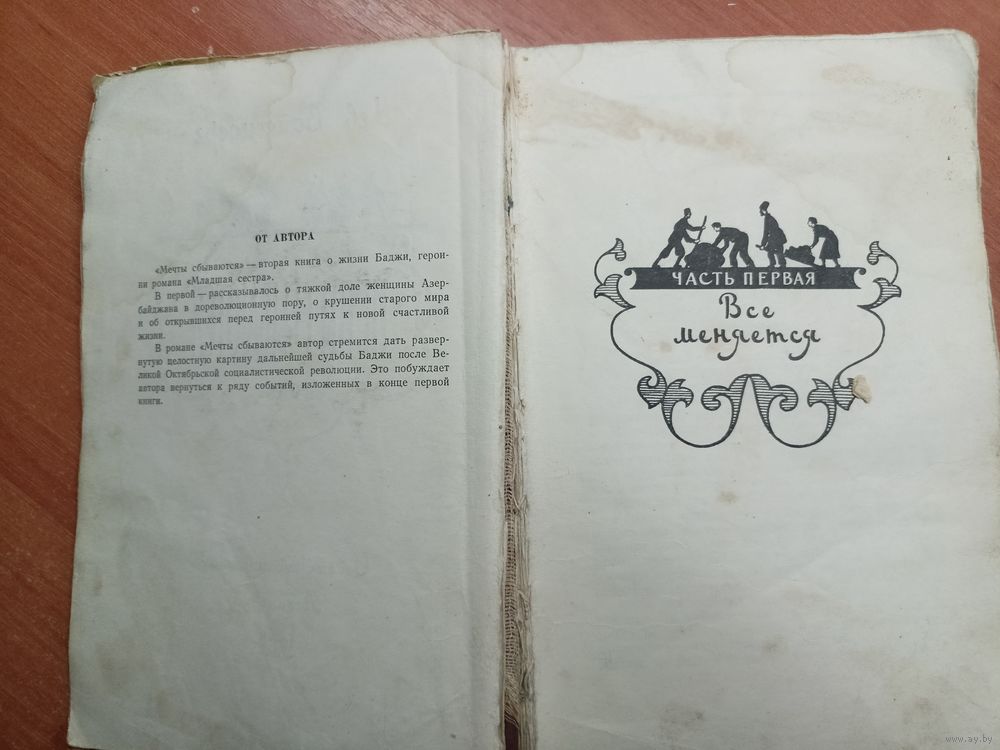 ОТ АВТОРА
«Мечты сбываются» — вторая книга о жизни Баджи, герои-
ни романа «Младшая сестра».
В первой — рассказывалось о тяжкой доле женщины Азер-
байджана в дореволюционную пору, о крушении старого мира
и об открывшихся перед героиней путях к новой счастливой
жизни.
В романе «Мечты сбываются» автор стремится дать развер-
нутую целостную картину дальнейшей судьбы Баджи после Ве-
ликой Октябрьской социалистической революции. Это побуждает
автора вернуться к ряду событий, изложенных в конце первой
книги.
ЧАСТЬ ПЕРВАЯ
Все
меняется
www.ay.by